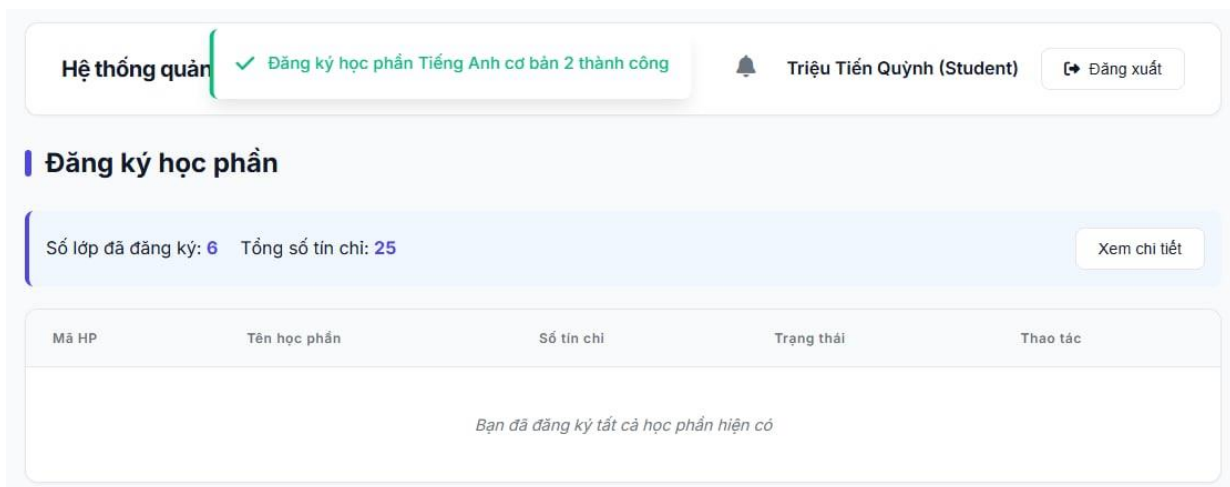 Hệ thống quản
Đăng ký học phần Tiếng Anh cơ bản 2 thành công
Triệu Tiến Quỳnh (Student)
Đăng xuất
Đăng ký học phần
Số lớp đã đăng ký: 6 Tổng số tín chỉ: 25
Xem chi tiết
Mã HP Tên học phần Số tín chỉ Trạng thái Thao tác
Bạn đã đăng ký tất cả học phần hiện có